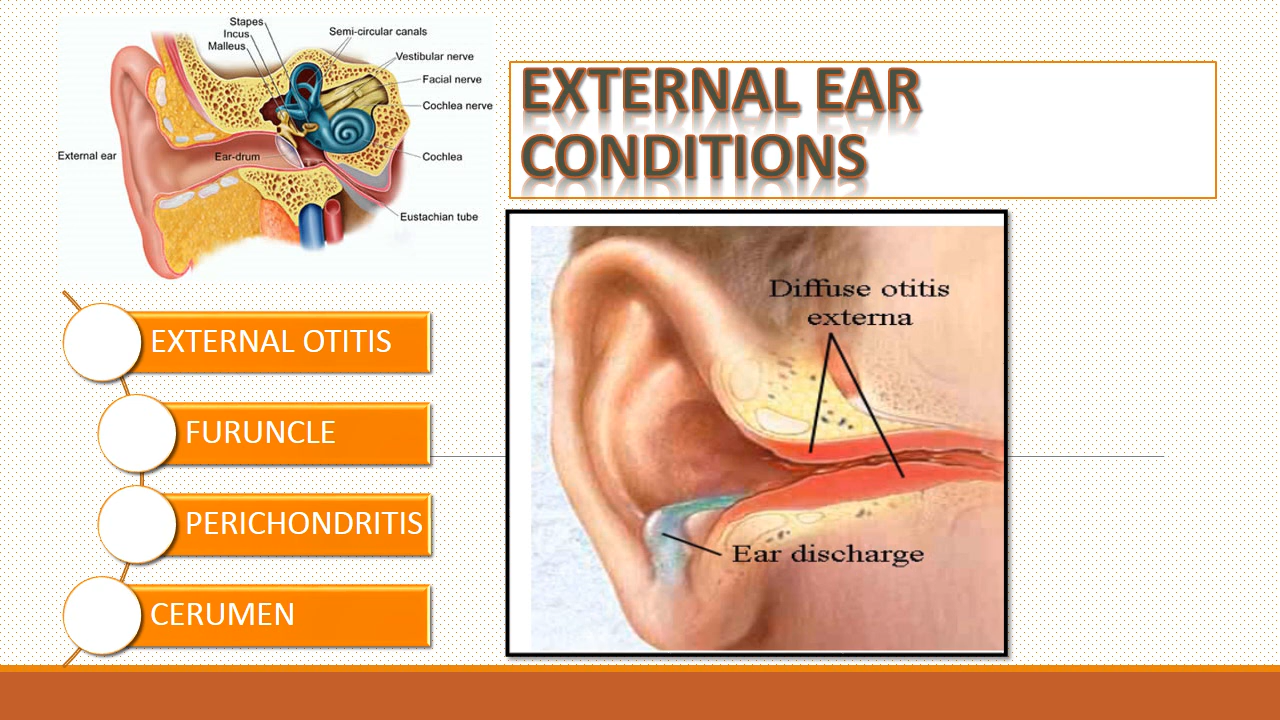 Stapes
Incus
Malleus
Semi-circular canals
Vestibular nerve
Facial nerve
Cochlea nerve
External ear
Ear-drum
Cochlea
Eustachian tube
EXTERNAL EAR
CONDITIONS
EXTERNAL OTITIS
FURUNCLE
PERICHONDRITIS
CERUMEN
Diffuse otitis
externa
Ear discharge